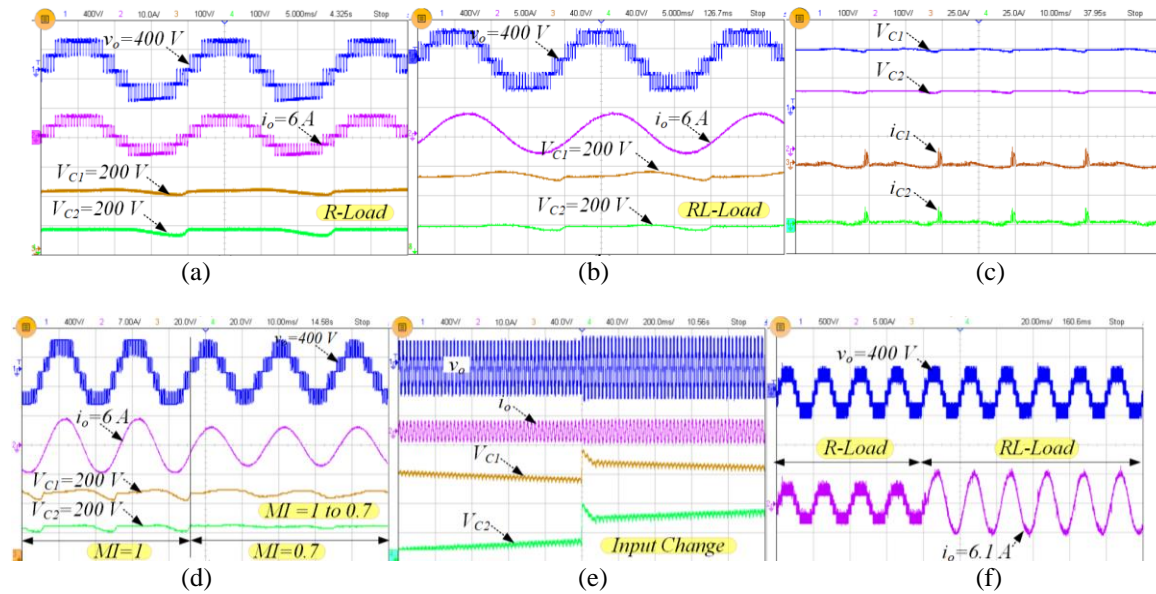 1 400V/ 2 10.0A/ 3 100V/ 4 100V/ 5.000ms/ 4.325s Stop
vo=400 V
io=6 A
VC1=200 V
VC2=200 V
R-Load
(a)
1 400V/ 2 5.00A/ 3 40.0V/ 4 40.0V/ 5.000ms/ 126.7ms Stop
vo=400 V
io=6 A
VC1=200 V
VC2=200 V
RL-Load
(b)
1 100V/ 2 100V/ 3 25.0A/ 4 25.0A/ 10.00ms/ 37.95s Stop
VC1
VC2
iC1
iC2
(c)
1 400V/ 2 7.00A/ 3 20.0V/ 4 20.0V/ 10.00ms/ 14.58s Stop
vo=400 V
io=6 A
VC1=200 V
VC2=200 V
MI =1 to 0.7
MI=1
MI=0.7
(d)
1 400V/ 2 10.0A/ 3 40.0V/ 4 40.0V/ 200.0ms/ 10.56s Stop
vo
io
VC1
VC2
Input Change
(e)
1 500V/ 2 5.00A/ 3 4 20.00ms/ 160.6ms Stop
vo=400 V
R-Load
RL-Load
io=6.1 A
(f)